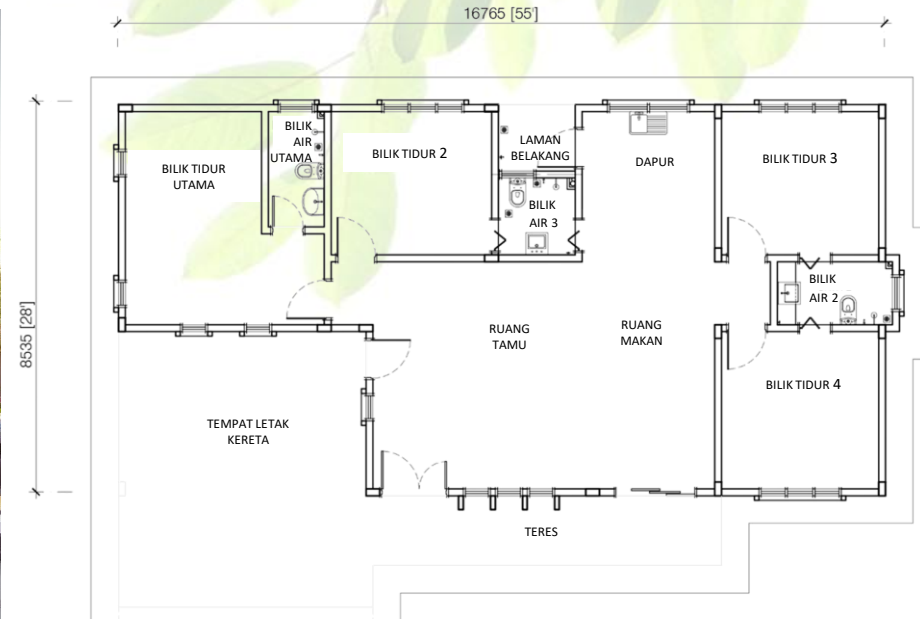 16765 [55']
8535 [28']
BILIK TIDUR
UTAMA
BILIK
AIR
UTAMA
BILIK TIDUR 2
LAMAN
BELAKANG
BILIK
AIR 3
DAPUR
BILIK TIDUR 3
BILIK
AIR 2
RUANG
TAMU
RUANG
MAKAN
BILIK TIDUR 4
TEMPAT LETAK
KERETA
TERES